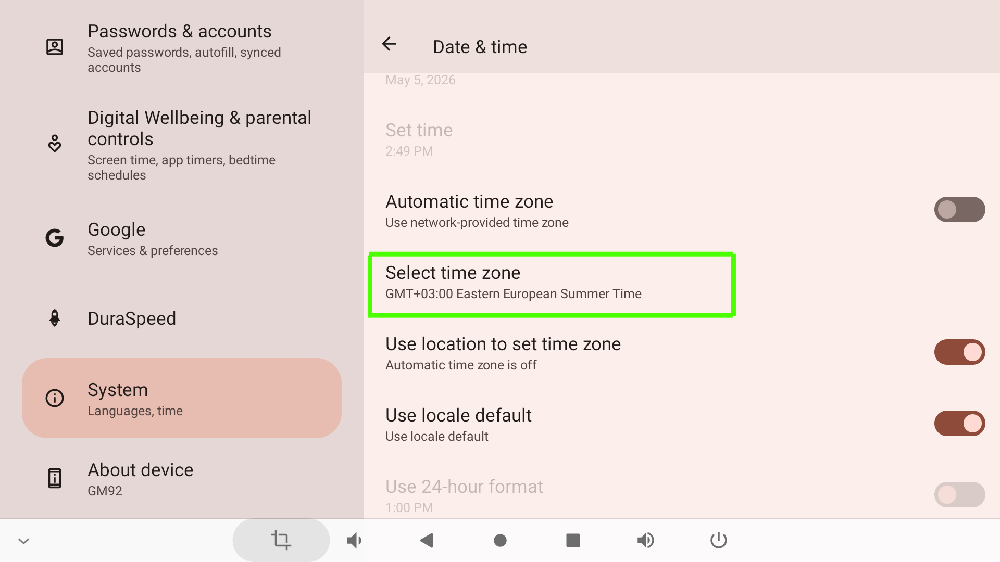 Passwords & accounts
Saved passwords, autofill, synced
accounts
Digital Wellbeing & parental
controls
Screen time, app timers, bedtime
schedules
Google
Services & preferences
DuraSpeed
System
Languages, time
About device
GM92
Date & time
May 5, 2026
Set time
2:49 PM
Automatic time zone
Use network-provided time zone
Select time zone
GMT+03:00 Eastern European Summer Time
Use location to set time zone
Automatic time zone is off
Use locale default
Use locale default
Use 24-hour format
1:00 PM